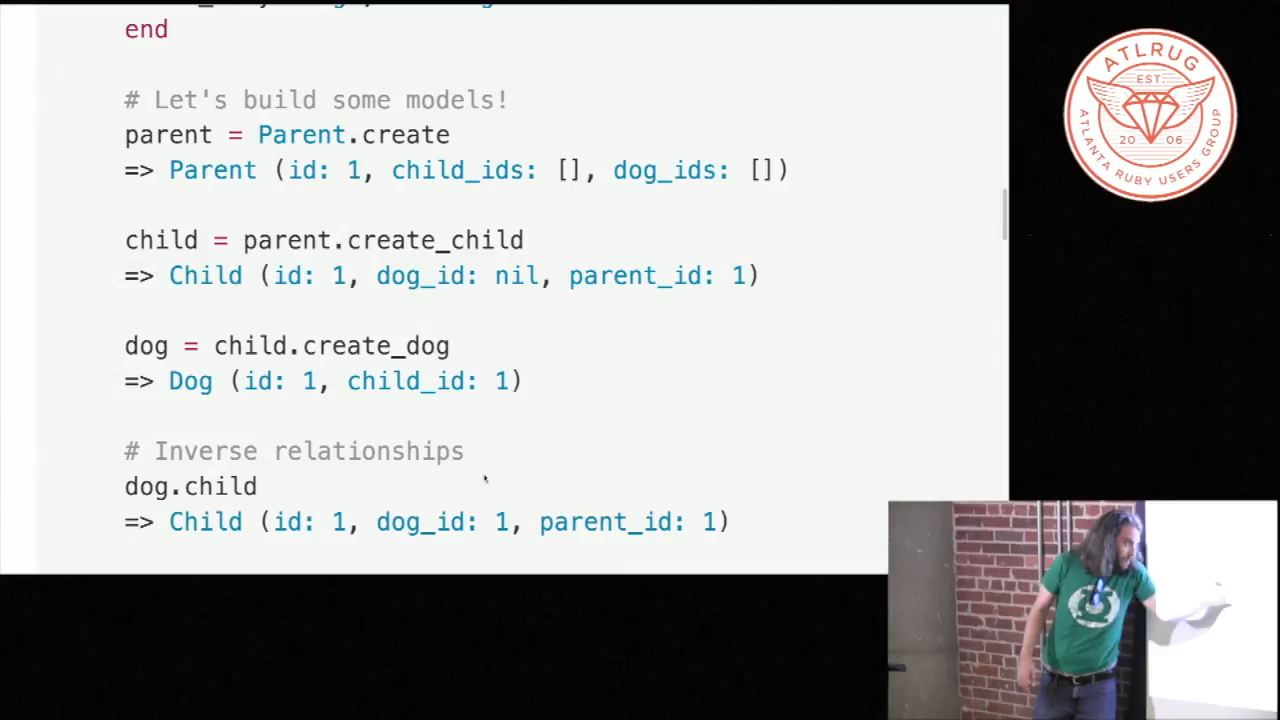 end
# Let's build some models!
parent = Parent.create
=> Parent (id: 1, child_ids: [], dog_ids: [])
child = parent.create_child
=> Child (id: 1, dog_id: nil, parent_id: 1)
dog = child.create_dog
=> Dog (id: 1, child_id: 1)
# Inverse relationships
dog.child
=> Child (id: 1, dog_id: 1, parent_id: 1)
ATLRUG
EST.
20 06
ATLANTA RUBY USERS GROUP